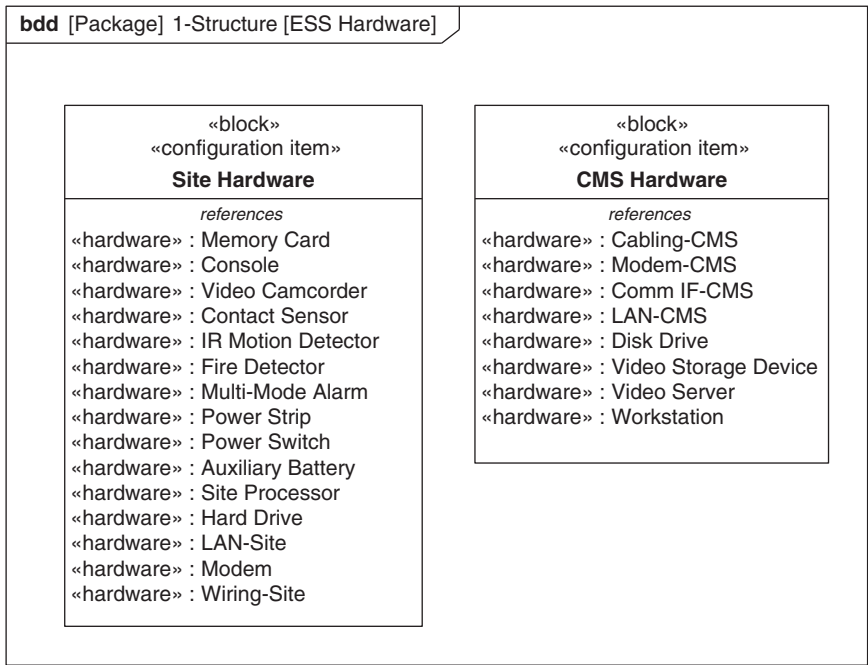 bdd [Package] 1-Structure [ESS Hardware]
«block»
«configuration item»
Site Hardware
references
«hardware» : Memory Card
«hardware» : Console
«hardware» : Video Camcorder
«hardware» : Contact Sensor
«hardware» : IR Motion Detector
«hardware» : Fire Detector
«hardware» : Multi-Mode Alarm
«hardware» : Power Strip
«hardware» : Power Switch
«hardware» : Auxiliary Battery
«hardware» : Site Processor
«hardware» : Hard Drive
«hardware» : LAN-Site
«hardware» : Modem
«hardware» : Wiring-Site
«block»
«configuration item»
CMS Hardware
references
«hardware» : Cabling-CMS
«hardware» : Modem-CMS
«hardware» : Comm IF-CMS
«hardware» : LAN-CMS
«hardware» : Disk Drive
«hardware» : Video Storage Device
«hardware» : Video Server
«hardware» : Workstation